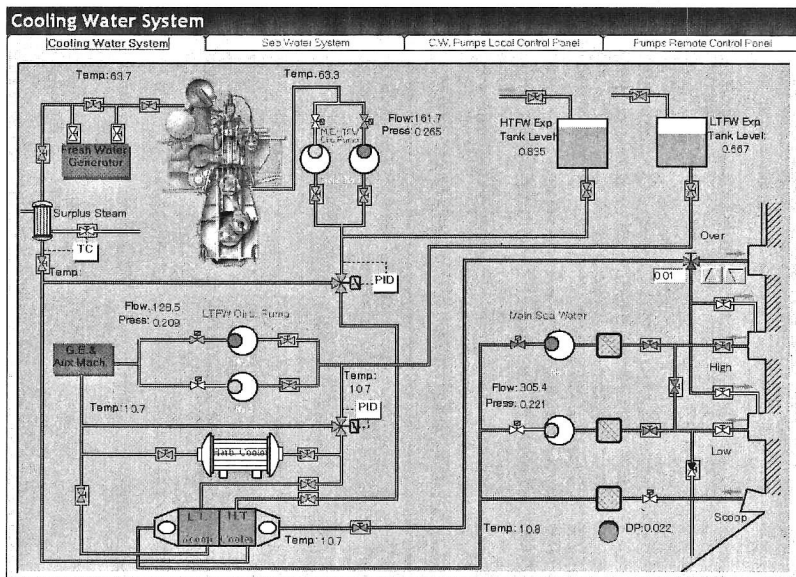 Cooling Water System
Cooling Water System
Sea Water System
C.W. Pumps Local Control Panel
Pumps Remote Control Panel
Temp: 63.7
Temp: 63.3
Flow: 161.7
Press: 0.265
HTFW Exp
Tank Level:
0.835
LTFW Exp
Tank Level:
0.667
Fresh Water
Generator
Surplus Steam
TC
Temp:
PID
Over
0.01
Flow: 128.5
Press: 0.209
LTFW Circ. Pump
Main Sea Water
G.E.&
Aux Mach.
Temp:
10.7
High
Flow: 305.4
Press: 0.221
Temp: 10.7
PID
Low
L.T.
H.T
Cooler
Temp: 10.7
Temp: 10.8
DP: 0.022
Scoop